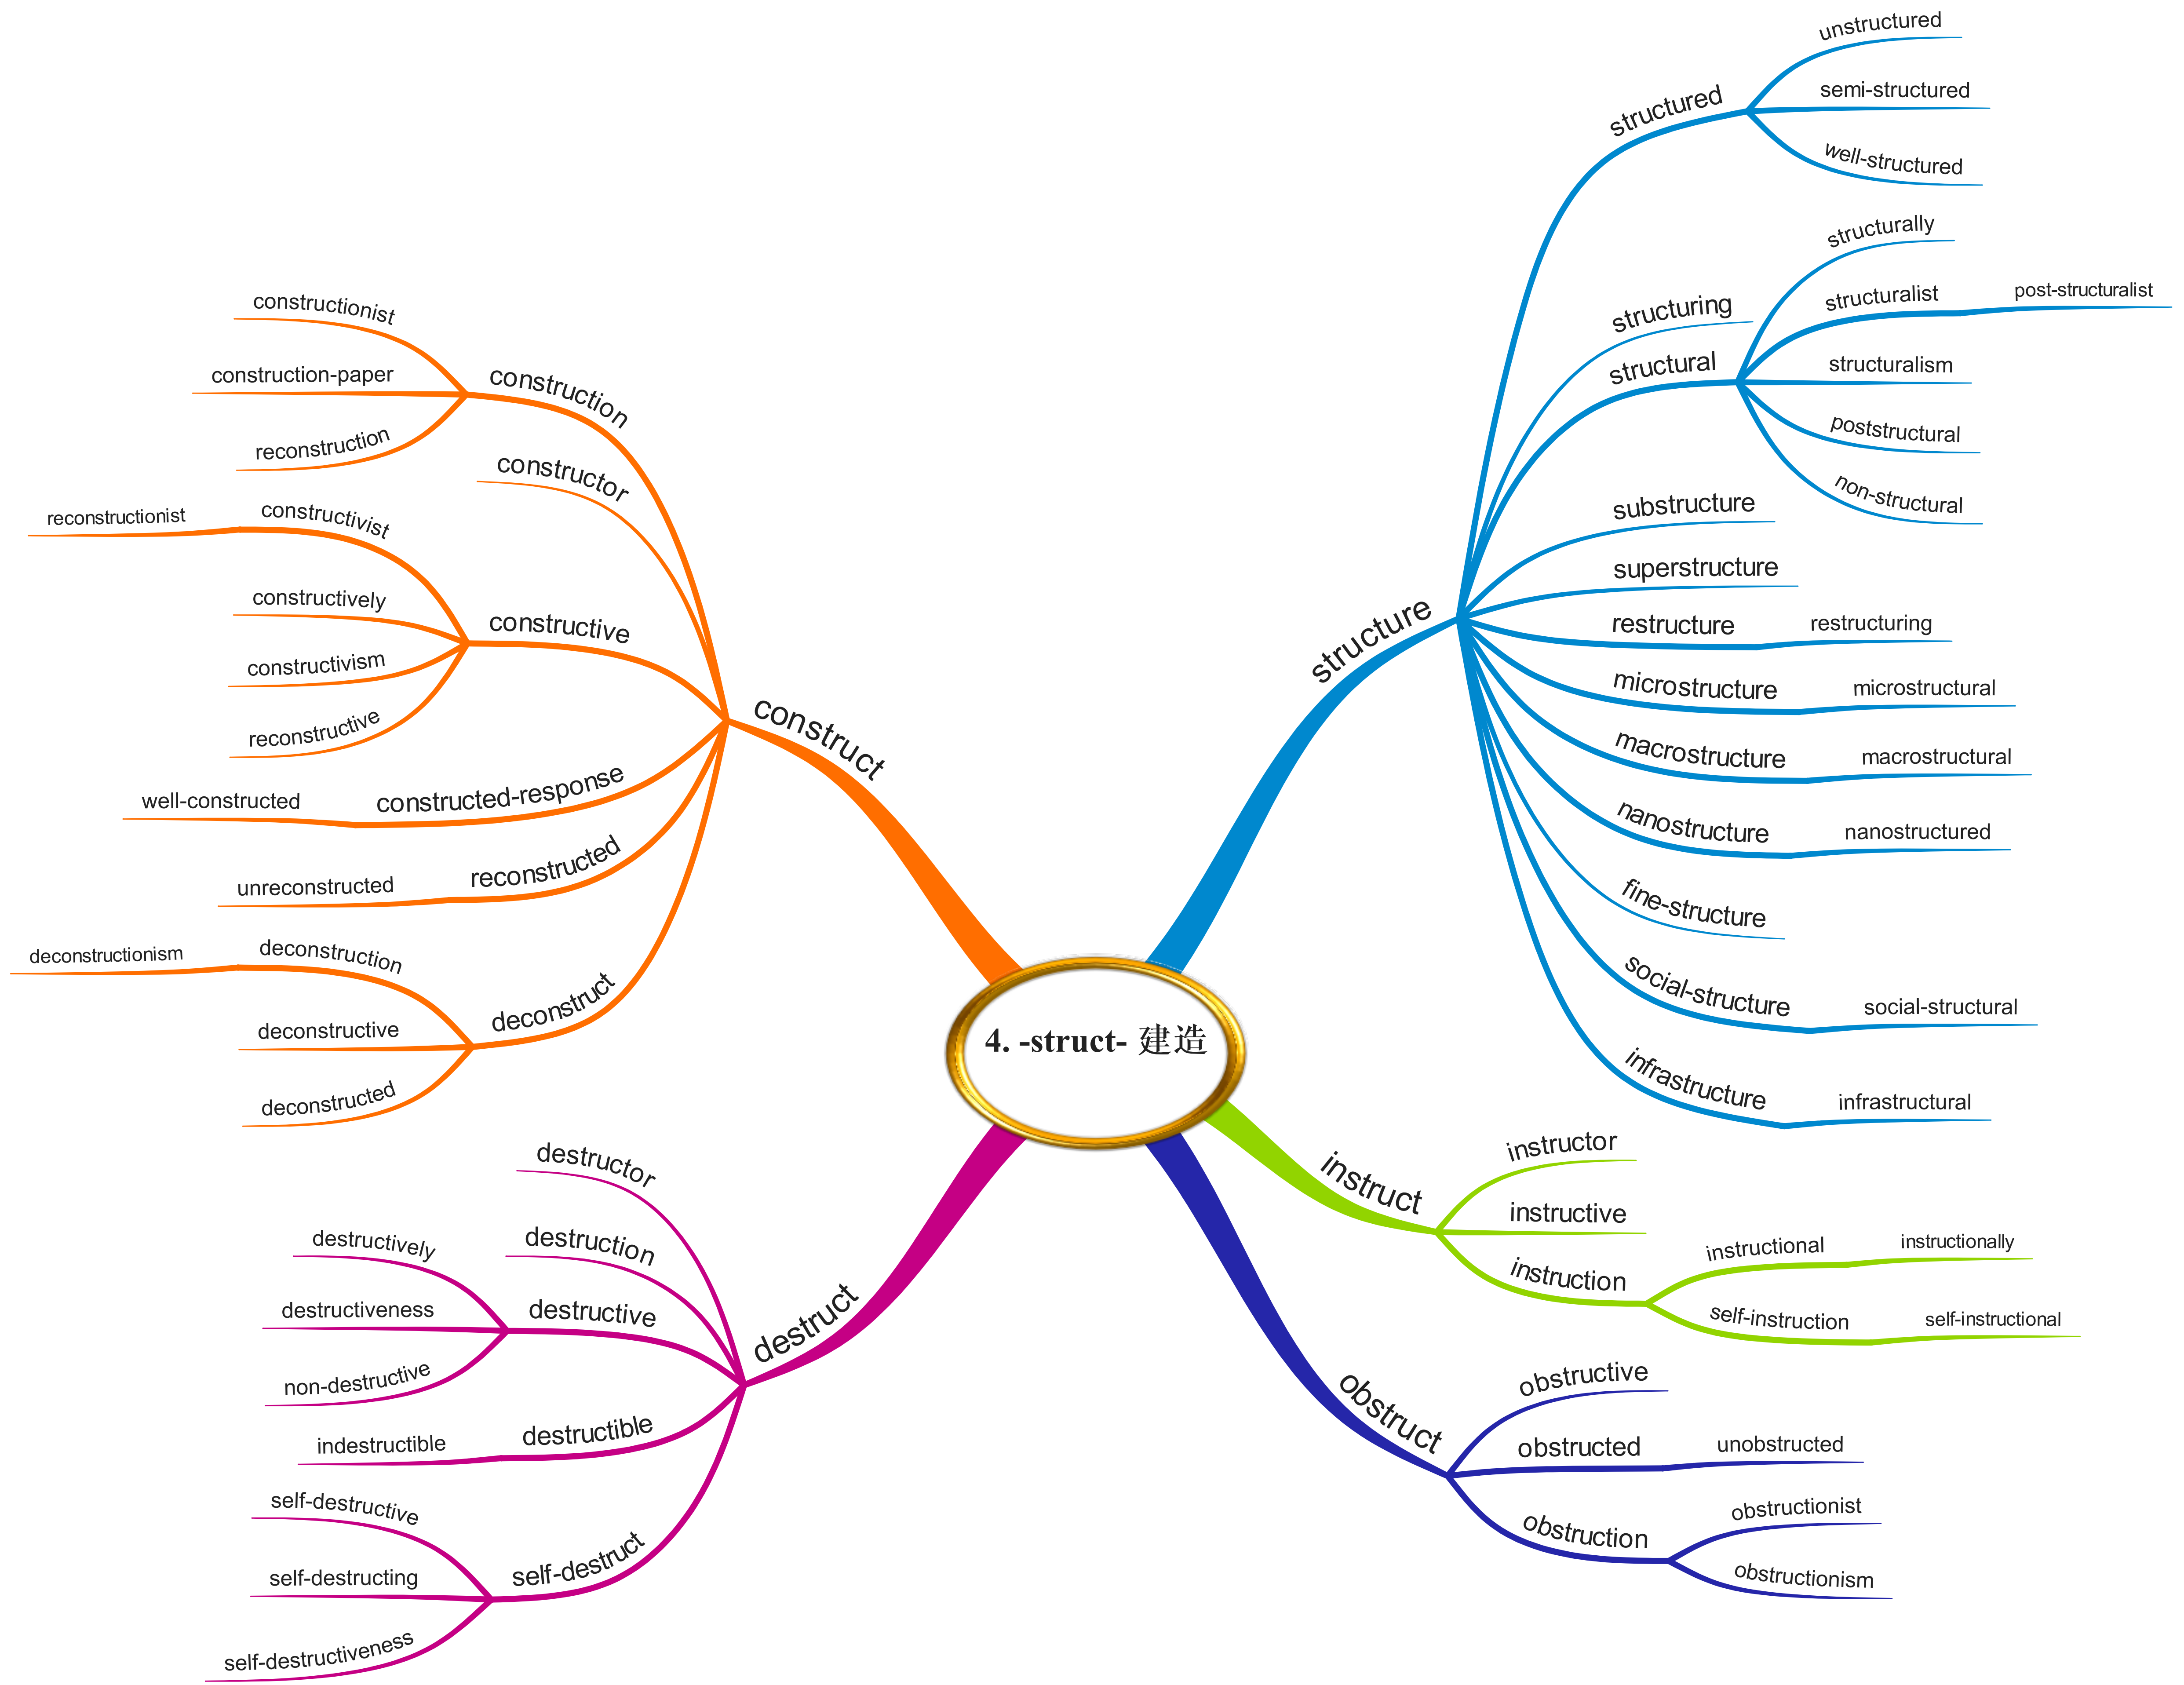 4. -struct- 建造
structure
structured
unstructured
semi-structured
well-structured
structuring
structural
structurally
structuralist
post-structuralist
structuralism
poststructural
non-structural
substructure
superstructure
restructure
restructuring
microstructure
microstructural
macrostructure
macrostructural
nanostructure
nanostructured
fine-structure
social-structure
social-structural
infrastructure
infrastructural
instruct
instructor
instructive
instruction
instructional
instructionally
self-instruction
self-instructional
obstruct
obstructive
obstructed
unobstructed
obstruction
obstructionist
obstructionism
construct
construction
constructionist
construction-paper
reconstruction
constructor
constructive
constructivist
reconstructionist
constructively
constructivism
reconstructive
constructed-response
well-constructed
reconstructed
unreconstructed
deconstruct
deconstruction
deconstructionism
deconstructive
deconstructed
destruct
destructor
destruction
destructive
destructively
destructiveness
non-destructive
destructible
indestructible
self-destruct
self-destructive
self-destructing
self-destructiveness